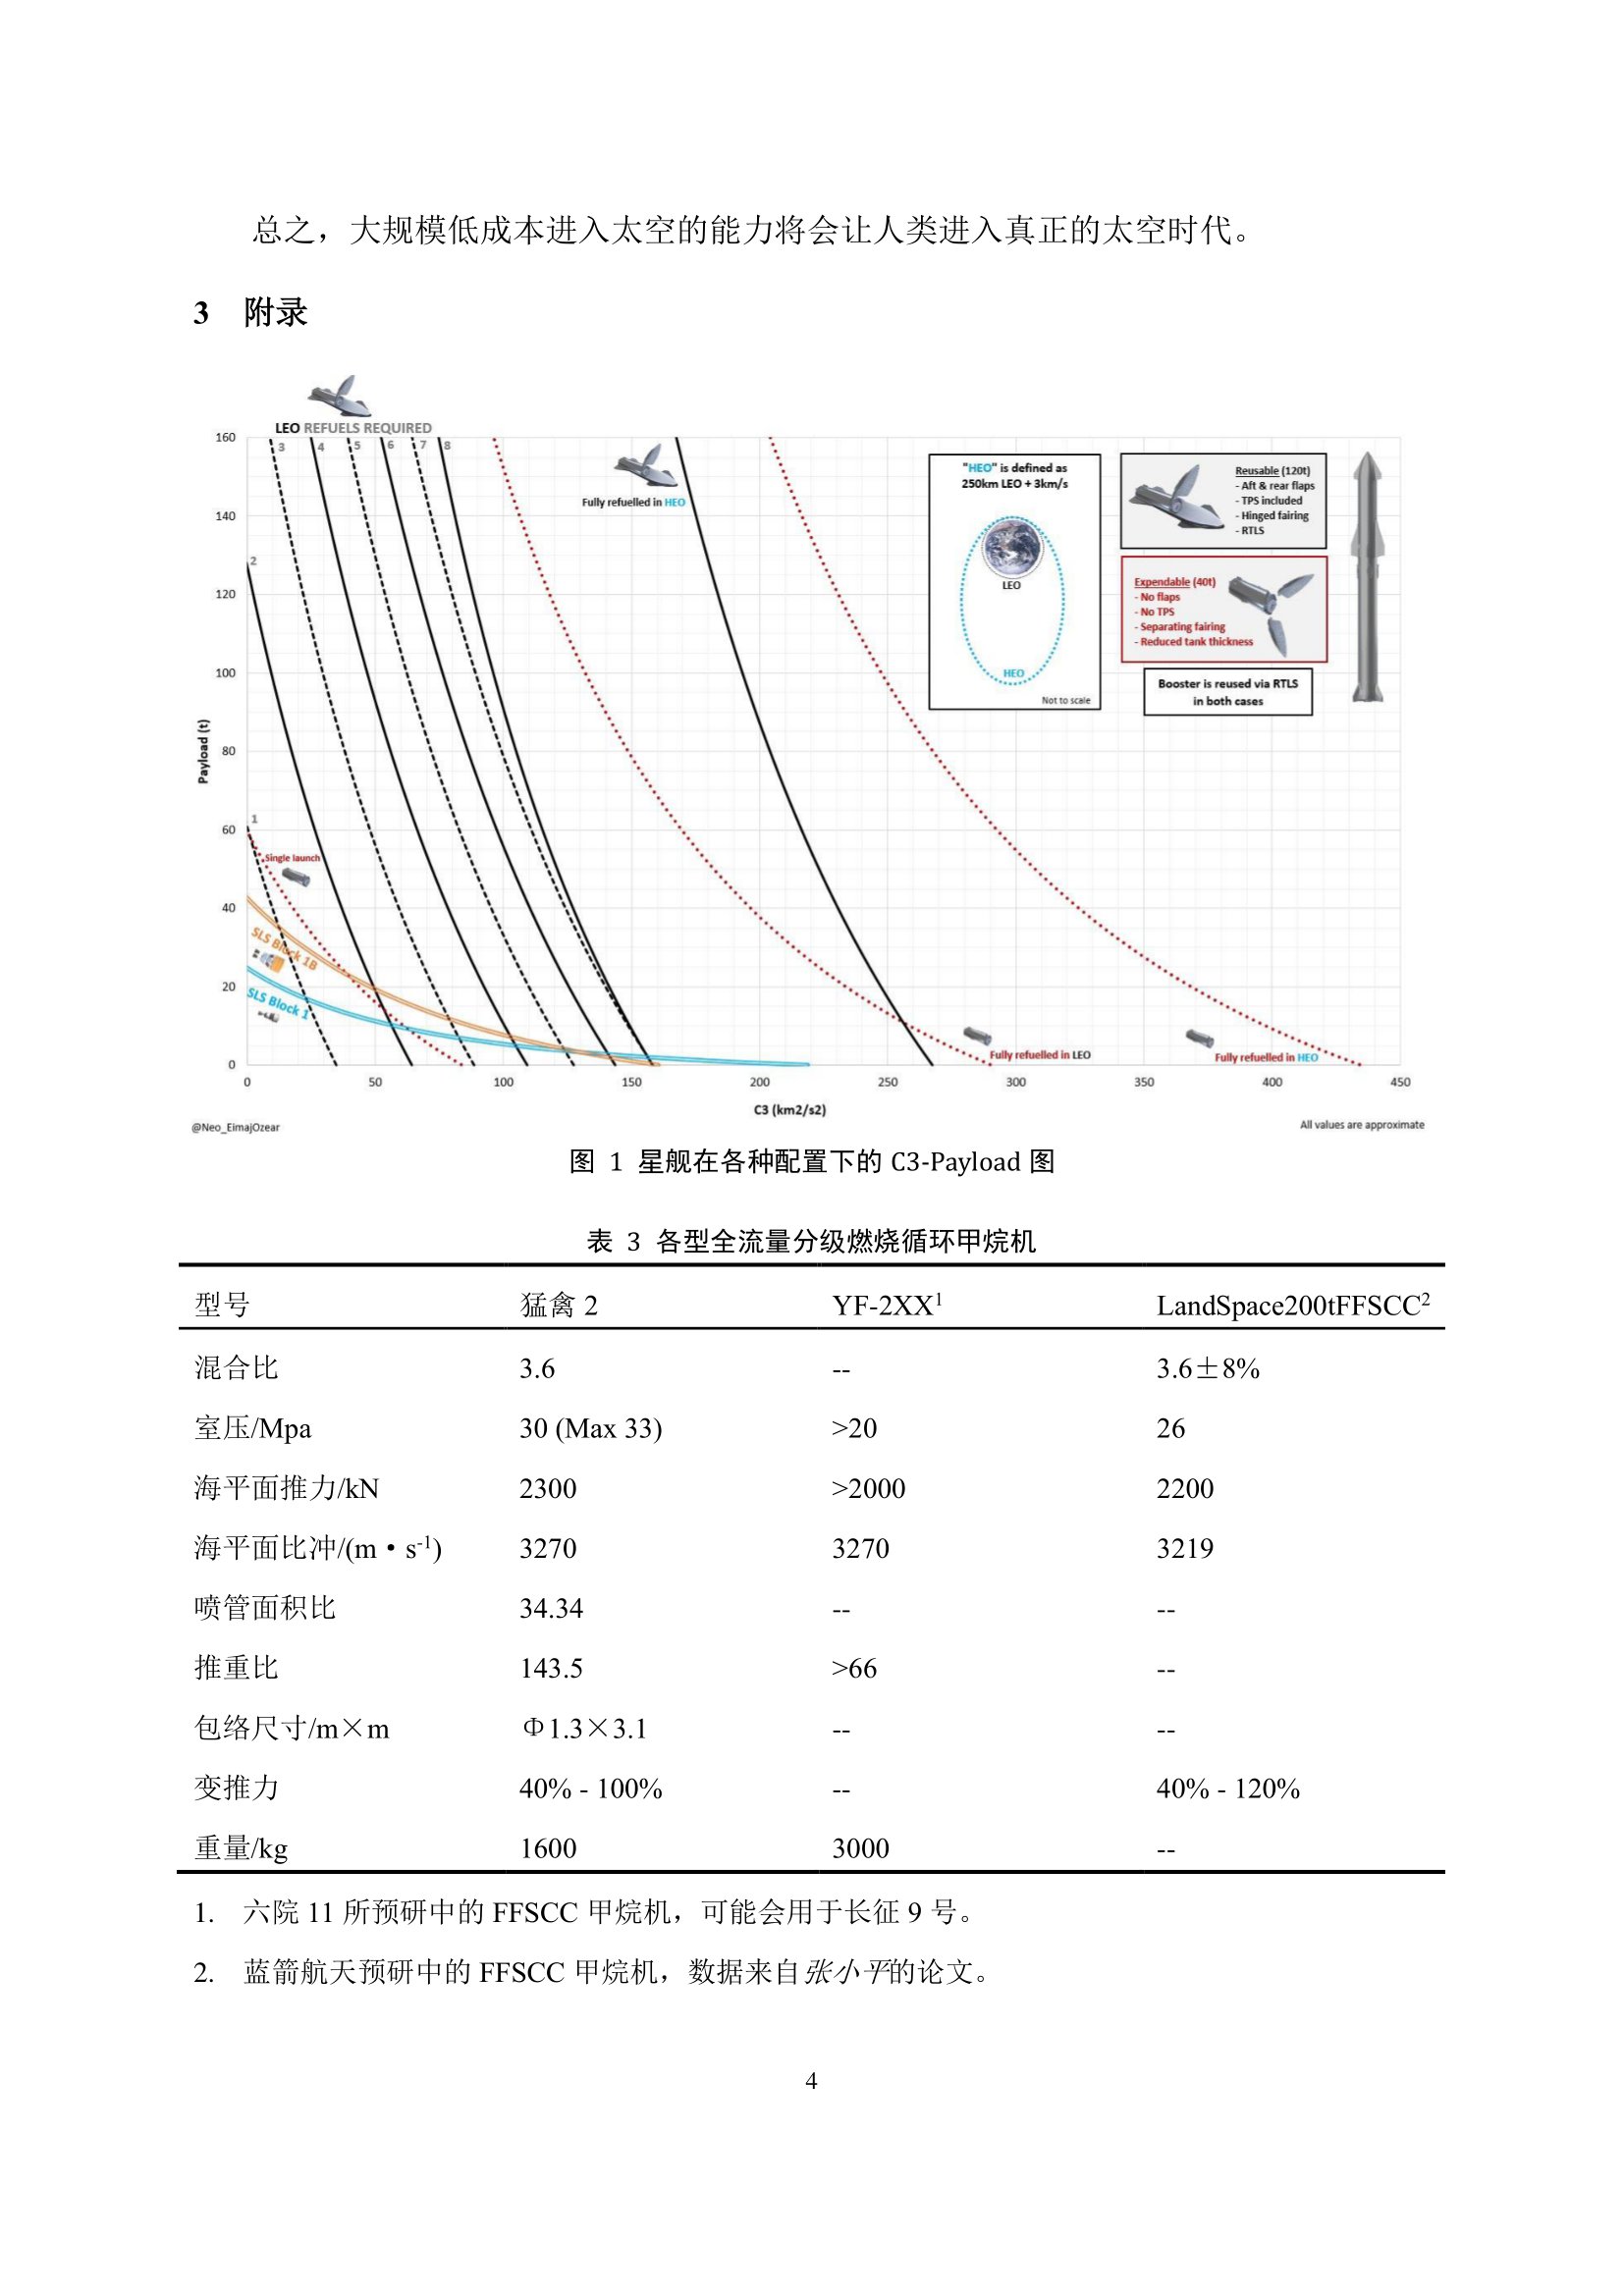 总之，大规模低成本进入太空的能力将会让人类进入真正的太空时代。
3 附录
LEO REFUELS REQUIRED
3 4 5 6 7 8
2
1
160
140
120
100
80
60
40
20
0
Payload (t)
0 50 100 150 200 250 300 350 400 450
C3 (km2/s2)
Single launch
SLS Block 1B
SLS Block 1
Fully refuelled in HEO
"HEO" is defined as
250km LEO + 3km/s
LEO
HEO
Not to scale
Reusable (120t)
- Aft & rear flaps
- TPS included
- Hinged fairing
- RTLS
Expendable (40t)
- No flaps
- No TPS
- Separating fairing
- Reduced tank thickness
Booster is reused via RTLS
in both cases
Fully refuelled in LEO
Fully refuelled in HEO
@Neo_EimajOzear
All values are approximate
图 1 星舰在各种配置下的 C3-Payload 图
表 3 各型全流量分级燃烧循环甲烷机
型号 猛禽 2 YF-2XX¹ LandSpace200tFFSCC²
混合比 3.6 -- 3.6±8%
室压/Mpa 30 (Max 33) >20 26
海平面推力/kN 2300 >2000 2200
海平面比冲/(m·s⁻¹) 3270 3270 3219
喷管面积比 34.34 -- --
推重比 143.5 >66 --
包络尺寸/m×m Φ1.3×3.1 -- --
变推力 40% - 100% -- 40% - 120%
重量/kg 1600 3000 --
1. 六院 11 所预研中的 FFSCC 甲烷机，可能会用于长征 9 号。
2. 蓝箭航天预研中的 FFSCC 甲烷机，数据来自张小平的论文。
4